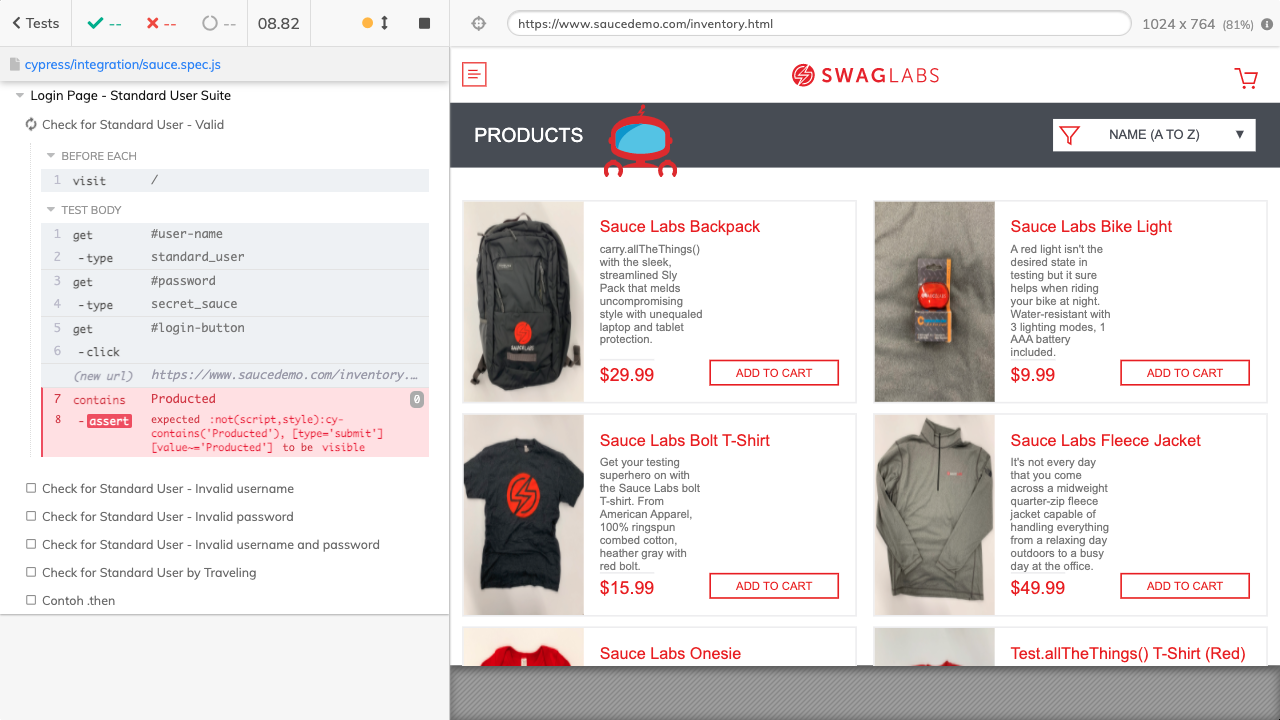 Tests
--
--
--
08.82
https://www.saucedemo.com/inventory.html
1024 x 764 (81%)
cypress/integration/sauce.spec.js
Login Page - Standard User Suite
Check for Standard User - Valid
BEFORE EACH
1 visit /
TEST BODY
1 get #user-name
2 -type standard_user
3 get #password
4 -type secret_sauce
5 get #login-button
6 -click
(new url) https://www.saucedemo.com/inventory.…
7 contains Producted 0
8 -assert expected :not(script,style):cy-
contains('Producted'), [type='submit']
[value~='Producted'] to be visible
Check for Standard User - Invalid username
Check for Standard User - Invalid password
Check for Standard User - Invalid username and password
Check for Standard User by Traveling
Contoh .then
SWAGLABS
PRODUCTS
NAME (A TO Z)
Sauce Labs Backpack
carry.allTheThings()
with the sleek,
streamlined Sly
Pack that melds
uncompromising
style with unequaled
laptop and tablet
protection.
$29.99
ADD TO CART
Sauce Labs Bike Light
A red light isn't the
desired state in
testing but it sure
helps when riding
your bike at night.
Water-resistant with
3 lighting modes, 1
AAA battery
included.
$9.99
ADD TO CART
Sauce Labs Bolt T-Shirt
Get your testing
superhero on with
the Sauce Labs bolt
T-shirt. From
American Apparel,
100% ringspun
combed cotton,
heather gray with
red bolt.
$15.99
ADD TO CART
Sauce Labs Fleece Jacket
It's not every day
that you come
across a midweight
quarter-zip fleece
jacket capable of
handling everything
from a relaxing day
outdoors to a busy
day at the office.
$49.99
ADD TO CART
Sauce Labs Onesie
Test.allTheThings() T-Shirt (Red)